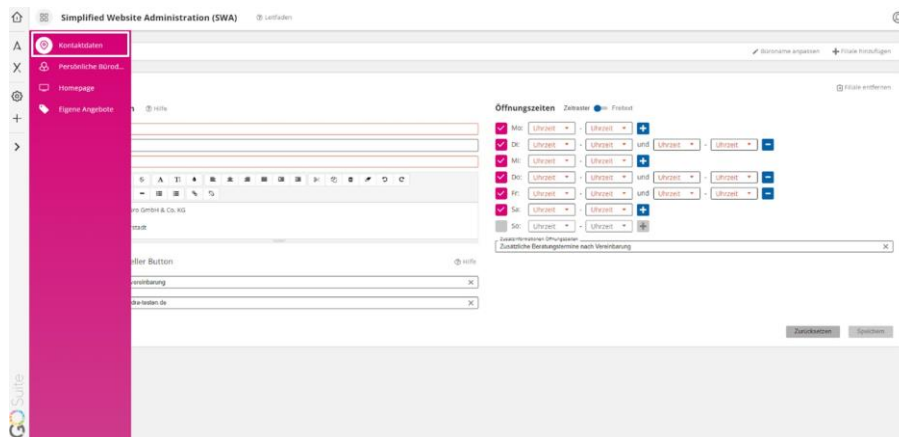 Simplified Website Administration (SWA) Leitfaden
Kontaktdaten
Persönliche Bürod...
Homepage
Eigene Angebote
Büroname anpassen Filiale hinzufügen
Filiale entfernen
n Hilfe
Öffnungszeiten Zeitraster Freitext
Mo: Uhrzeit - Uhrzeit
Di: Uhrzeit - Uhrzeit und Uhrzeit - Uhrzeit
Mi: Uhrzeit - Uhrzeit
Do: Uhrzeit - Uhrzeit und Uhrzeit - Uhrzeit
Fr: Uhrzeit - Uhrzeit und Uhrzeit - Uhrzeit
Sa: Uhrzeit - Uhrzeit
So: Uhrzeit - Uhrzeit
Zusatzinformationen Öffnungszeiten
Zusätzliche Beratungstermine nach Vereinbarung
GmbH & Co. KG
eller Button Hilfe
Zurücksetzen Speichern
GO Suite